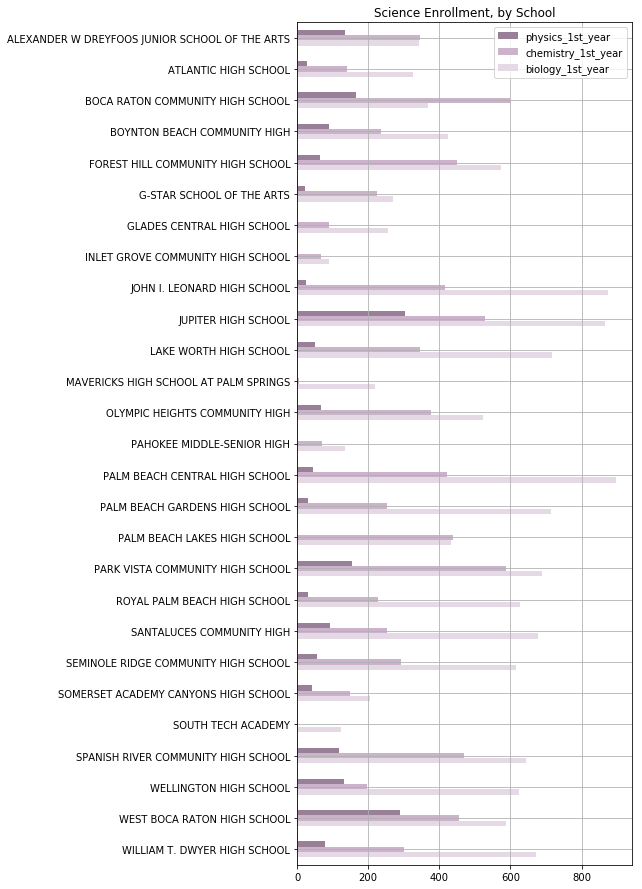 Science Enrollment, by School
physics_1st_year
chemistry_1st_year
biology_1st_year
ALEXANDER W DREYFOOS JUNIOR SCHOOL OF THE ARTS
ATLANTIC HIGH SCHOOL
BOCA RATON COMMUNITY HIGH SCHOOL
BOYNTON BEACH COMMUNITY HIGH
FOREST HILL COMMUNITY HIGH SCHOOL
G-STAR SCHOOL OF THE ARTS
GLADES CENTRAL HIGH SCHOOL
INLET GROVE COMMUNITY HIGH SCHOOL
JOHN I. LEONARD HIGH SCHOOL
JUPITER HIGH SCHOOL
LAKE WORTH HIGH SCHOOL
MAVERICKS HIGH SCHOOL AT PALM SPRINGS
OLYMPIC HEIGHTS COMMUNITY HIGH
PAHOKEE MIDDLE-SENIOR HIGH
PALM BEACH CENTRAL HIGH SCHOOL
PALM BEACH GARDENS HIGH SCHOOL
PALM BEACH LAKES HIGH SCHOOL
PARK VISTA COMMUNITY HIGH SCHOOL
ROYAL PALM BEACH HIGH SCHOOL
SANTALUCES COMMUNITY HIGH
SEMINOLE RIDGE COMMUNITY HIGH SCHOOL
SOMERSET ACADEMY CANYONS HIGH SCHOOL
SOUTH TECH ACADEMY
SPANISH RIVER COMMUNITY HIGH SCHOOL
WELLINGTON HIGH SCHOOL
WEST BOCA RATON HIGH SCHOOL
WILLIAM T. DWYER HIGH SCHOOL
0 200 400 600 800